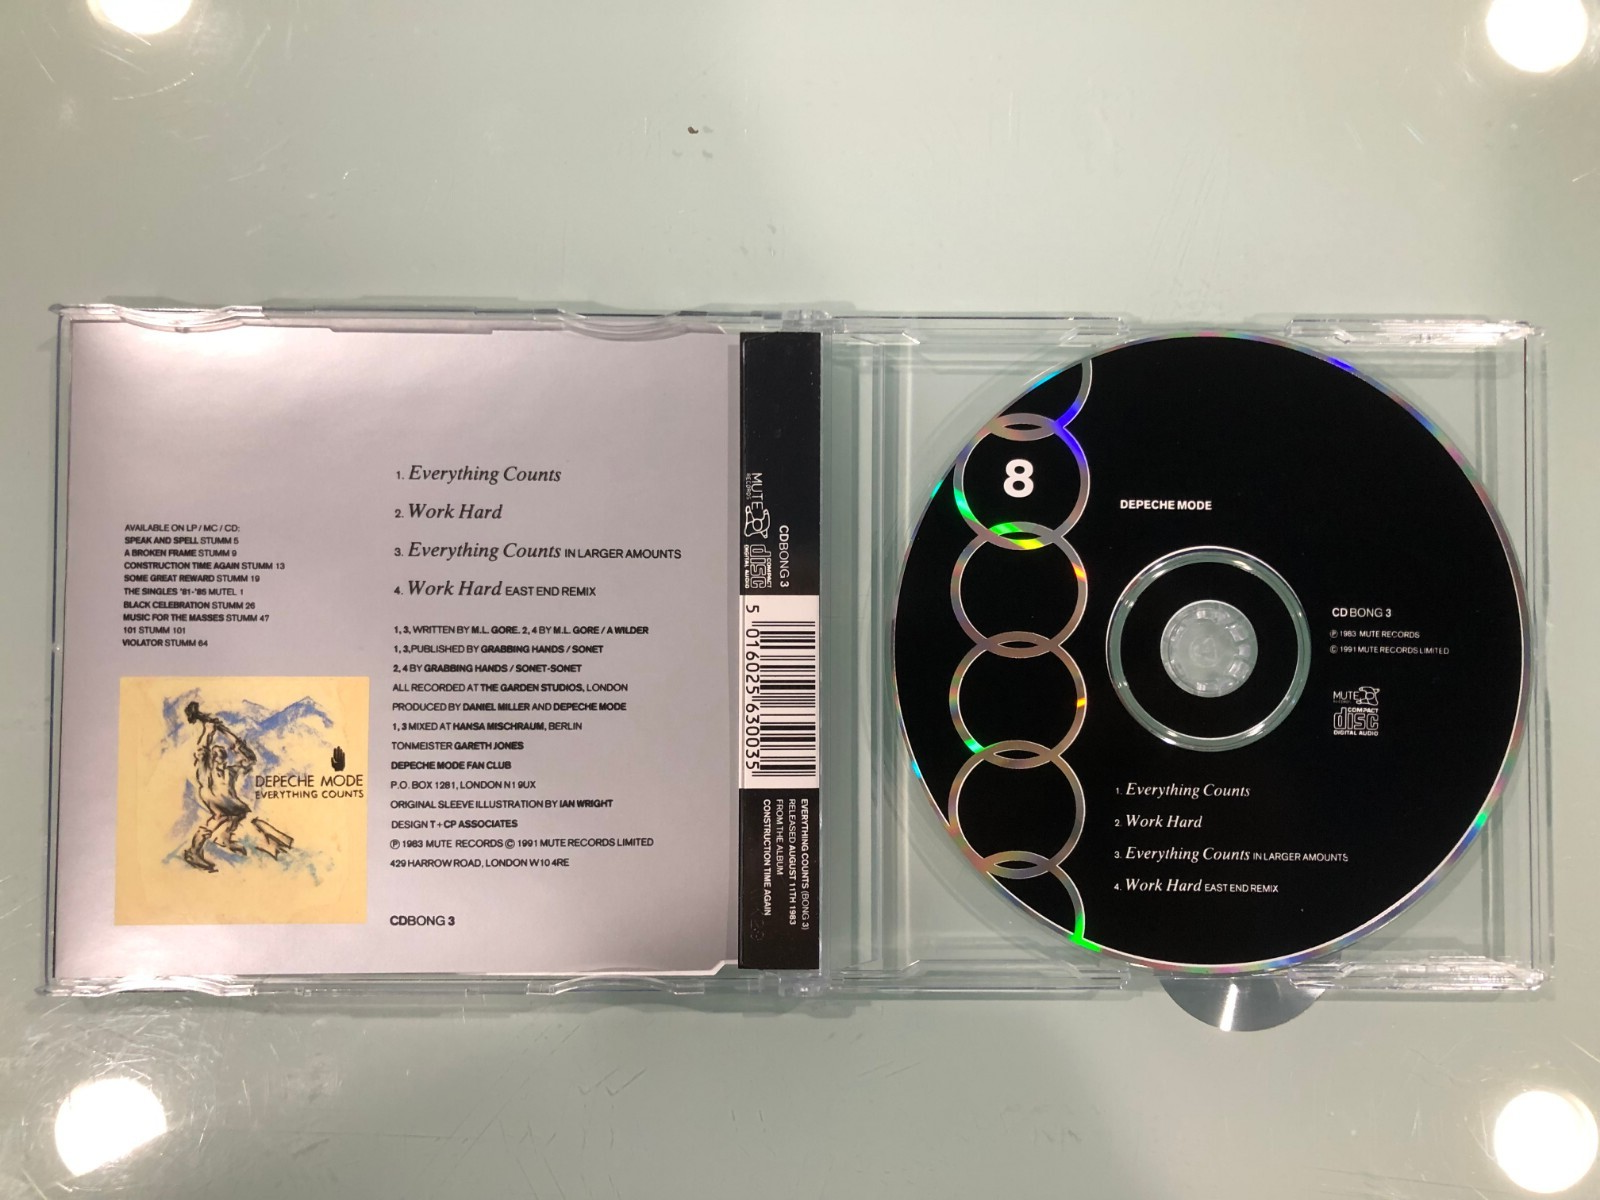 1. Everything Counts
2. Work Hard
3. Everything Counts IN LARGER AMOUNTS
4. Work Hard EAST END REMIX
AVAILABLE ON LP / MC / CD:
SPEAK AND SPELL STUMM 5
A BROKEN FRAME STUMM 9
CONSTRUCTION TIME AGAIN STUMM 13
SOME GREAT REWARD STUMM 19
THE SINGLES '81-'85 MUTEL 1
BLACK CELEBRATION STUMM 26
MUSIC FOR THE MASSES STUMM 47
101 STUMM 101
VIOLATOR STUMM 64
1, 3, WRITTEN BY M.L. GORE. 2, 4 BY M.L. GORE / A WILDER
1, 3,PUBLISHED BY GRABBING HANDS / SONET
2, 4 BY GRABBING HANDS / SONET-SONET
ALL RECORDED AT THE GARDEN STUDIOS, LONDON
PRODUCED BY DANIEL MILLER AND DEPECHE MODE
1, 3 MIXED AT HANSA MISCHRAUM, BERLIN
TONMEISTER GARETH JONES
DEPECHE MODE FAN CLUB
P.O. BOX 1281, LONDON N1 9UX
ORIGINAL SLEEVE ILLUSTRATION BY IAN WRIGHT
DESIGN T+CP ASSOCIATES
℗ 1983 MUTE RECORDS © 1991 MUTE RECORDS LIMITED
429 HARROW ROAD, LONDON W10 4RE
CDBONG 3
DEPECHE MODE
EVERYTHING COUNTS
MUTE
RECORDS
COMPACT
disc
DIGITAL AUDIO
CDBONG 3
5 016025 630035
EVERYTHING COUNTS (BONG 3)
RELEASED AUGUST 11TH 1983
FROM THE ALBUM
CONSTRUCTION TIME AGAIN
8
DEPECHE MODE
CD BONG 3
℗ 1983 MUTE RECORDS
© 1991 MUTE RECORDS LIMITED
MUTE
RECORDS
COMPACT
disc
DIGITAL AUDIO
1. Everything Counts
2. Work Hard
3. Everything Counts IN LARGER AMOUNTS
4. Work Hard EAST END REMIX